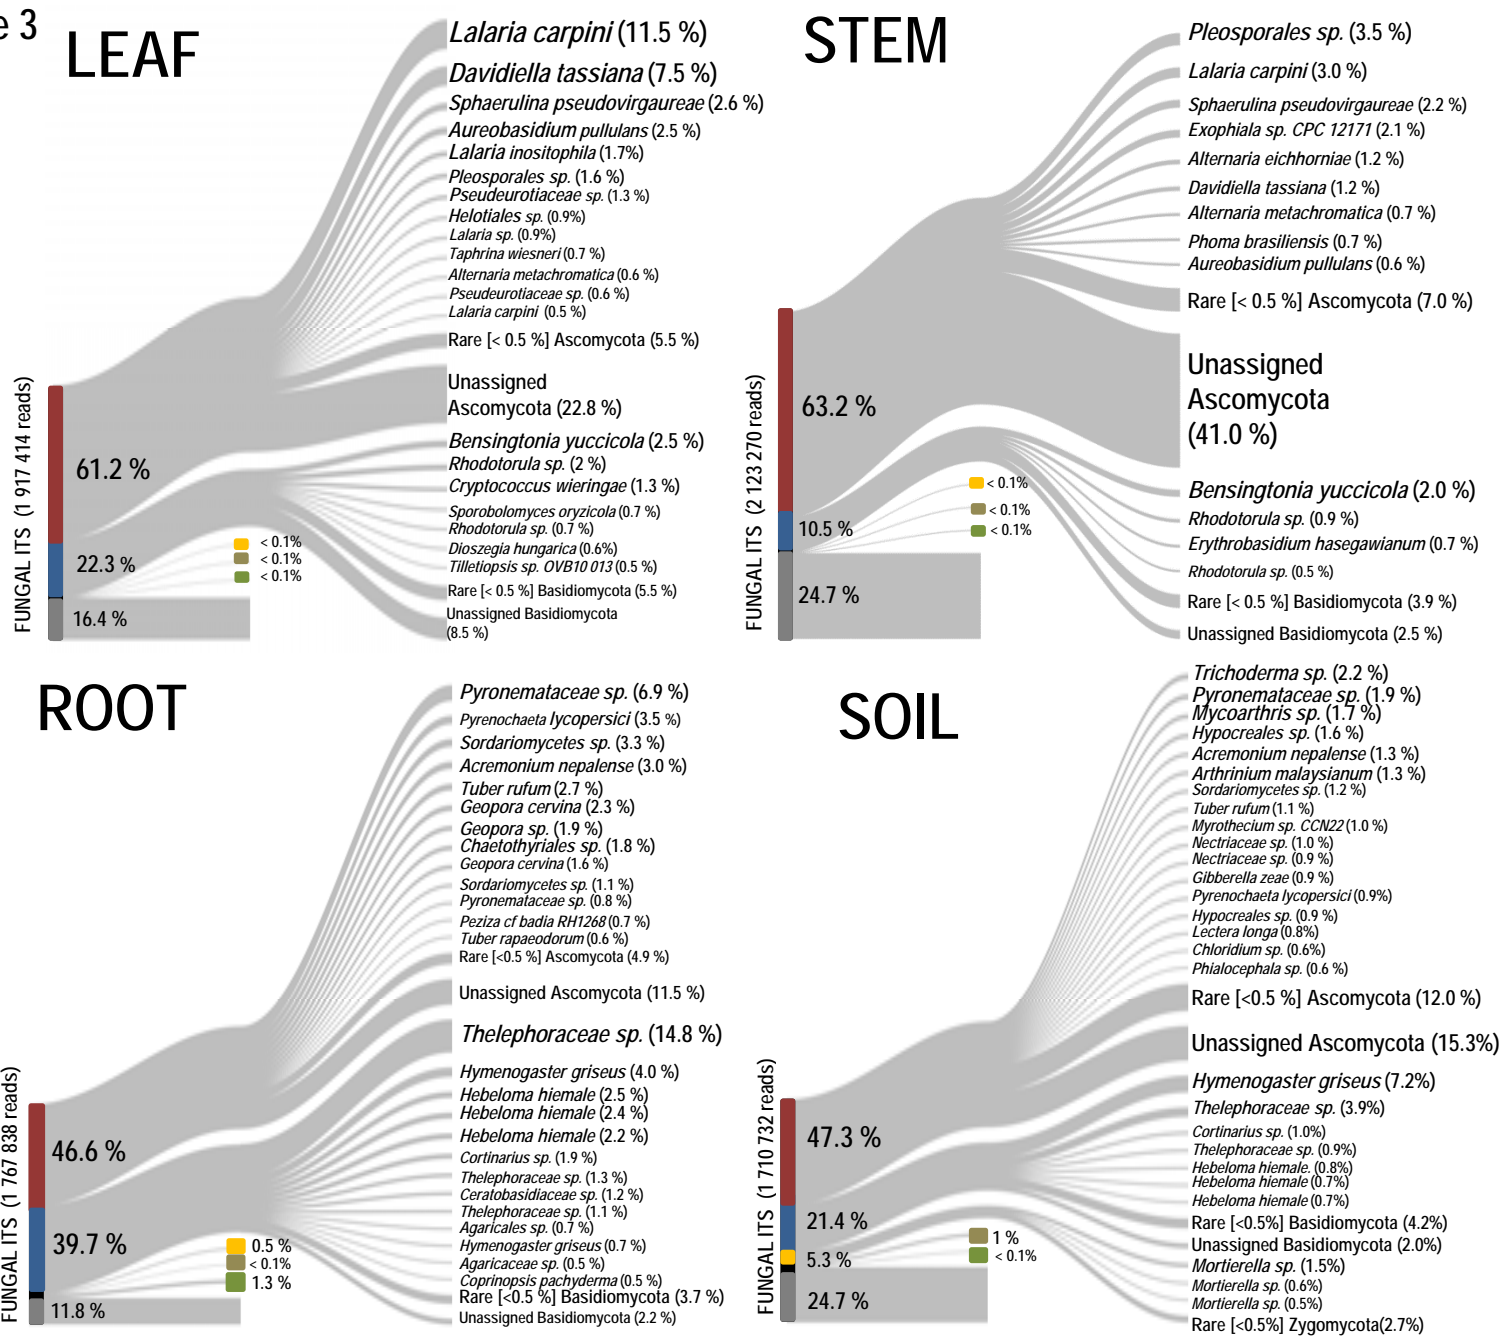 e 3
LEAF
Lalaria carpini (11.5 %)
Davidiella tassiana (7.5 %)
Sphaerulina pseudovirgaureae (2.6 %)
Aureobasidium pullulans (2.5 %)
Lalaria inositophila (1.7%)
Pleosporales sp. (1.6 %)
Pseudeurotiaceae sp. (1.3 %)
Helotiales sp. (0.9%)
Lalaria sp. (0.9%)
Taphrina wiesneri (0.7 %)
Alternaria metachromatica (0.6 %)
Pseudeurotiaceae sp. (0.6 %)
Lalaria carpini (0.5 %)
Rare [< 0.5 %] Ascomycota (5.5 %)
Unassigned
Ascomycota (22.8 %)
Bensingtonia yuccicola (2.5 %)
Rhodotorula sp. (2 %)
Cryptococcus wieringae (1.3 %)
Sporobolomyces oryzicola (0.7 %)
Rhodotorula sp. (0.7 %)
Dioszegia hungarica (0.6%)
Tilletiopsis sp. OVB10 013 (0.5 %)
Rare [< 0.5 %] Basidiomycota (5.5 %)
Unassigned Basidiomycota
(8.5 %)
FUNGAL ITS (1 917 414 reads)
61.2 %
22.3 %
16.4 %
< 0.1%
< 0.1%
< 0.1%
STEM
Pleosporales sp. (3.5 %)
Lalaria carpini (3.0 %)
Sphaerulina pseudovirgaureae (2.2 %)
Exophiala sp. CPC 12171 (2.1 %)
Alternaria eichhorniae (1.2 %)
Davidiella tassiana (1.2 %)
Alternaria metachromatica (0.7 %)
Phoma brasiliensis (0.7 %)
Aureobasidium pullulans (0.6 %)
Rare [< 0.5 %] Ascomycota (7.0 %)
Unassigned
Ascomycota
(41.0 %)
Bensingtonia yuccicola (2.0 %)
Rhodotorula sp. (0.9 %)
Erythrobasidium hasegawianum (0.7 %)
Rhodotorula sp. (0.5 %)
Rare [< 0.5 %] Basidiomycota (3.9 %)
Unassigned Basidiomycota (2.5 %)
FUNGAL ITS (2 123 270 reads)
63.2 %
10.5 %
24.7 %
< 0.1%
< 0.1%
< 0.1%
ROOT
Pyronemataceae sp. (6.9 %)
Pyrenochaeta lycopersici (3.5 %)
Sordariomycetes sp. (3.3 %)
Acremonium nepalense (3.0 %)
Tuber rufum (2.7 %)
Geopora cervina (2.3 %)
Geopora sp. (1.9 %)
Chaetothyriales sp. (1.8 %)
Geopora cervina (1.6 %)
Sordariomycetes sp. (1.1 %)
Pyronemataceae sp. (0.8 %)
Peziza cf badia RH1268 (0.7 %)
Tuber rapaeodorum (0.6 %)
Rare [<0.5 %] Ascomycota (4.9 %)
Unassigned Ascomycota (11.5 %)
Thelephoraceae sp. (14.8 %)
Hymenogaster griseus (4.0 %)
Hebeloma hiemale (2.5 %)
Hebeloma hiemale (2.4 %)
Hebeloma hiemale (2.2 %)
Cortinarius sp. (1.9 %)
Thelephoraceae sp. (1.3 %)
Ceratobasidiaceae sp. (1.2 %)
Thelephoraceae sp. (1.1 %)
Agaricales sp. (0.7 %)
Hymenogaster griseus (0.7 %)
Agaricaceae sp. (0.5 %)
Coprinopsis pachyderma (0.5 %)
Rare [<0.5 %] Basidiomycota (3.7 %)
Unassigned Basidiomycota (2.2 %)
FUNGAL ITS (1 767 838 reads)
46.6 %
39.7 %
11.8 %
0.5 %
< 0.1%
1.3 %
SOIL
Trichoderma sp. (2.2 %)
Pyronemataceae sp. (1.9 %)
Mycoarthris sp. (1.7 %)
Hypocreales sp. (1.6 %)
Acremonium nepalense (1.3 %)
Arthrinium malaysianum (1.3 %)
Sordariomycetes sp. (1.2 %)
Tuber rufum (1.1 %)
Myrothecium sp. CCN22 (1.0 %)
Nectriaceae sp. (1.0 %)
Nectriaceae sp. (0.9 %)
Gibberella zeae (0.9 %)
Pyrenochaeta lycopersici (0.9%)
Hypocreales sp. (0.9 %)
Lectera longa (0.8%)
Chloridium sp. (0.6%)
Phialocephala sp. (0.6 %)
Rare [<0.5 %] Ascomycota (12.0 %)
Unassigned Ascomycota (15.3%)
Hymenogaster griseus (7.2%)
Thelephoraceae sp. (3.9%)
Cortinarius sp. (1.0%)
Thelephoraceae sp. (0.9%)
Hebeloma hiemale. (0.8%)
Hebeloma hiemale (0.7%)
Hebeloma hiemale (0.7%)
Rare [<0.5%] Basidiomycota (4.2%)
Unassigned Basidiomycota (2.0%)
Mortierella sp. (1.5%)
Mortierella sp. (0.6%)
Mortierella sp. (0.5%)
Rare [<0.5%] Zygomycota(2.7%)
FUNGAL ITS (1 710 732 reads)
47.3 %
21.4 %
5.3 %
24.7 %
1 %
< 0.1%